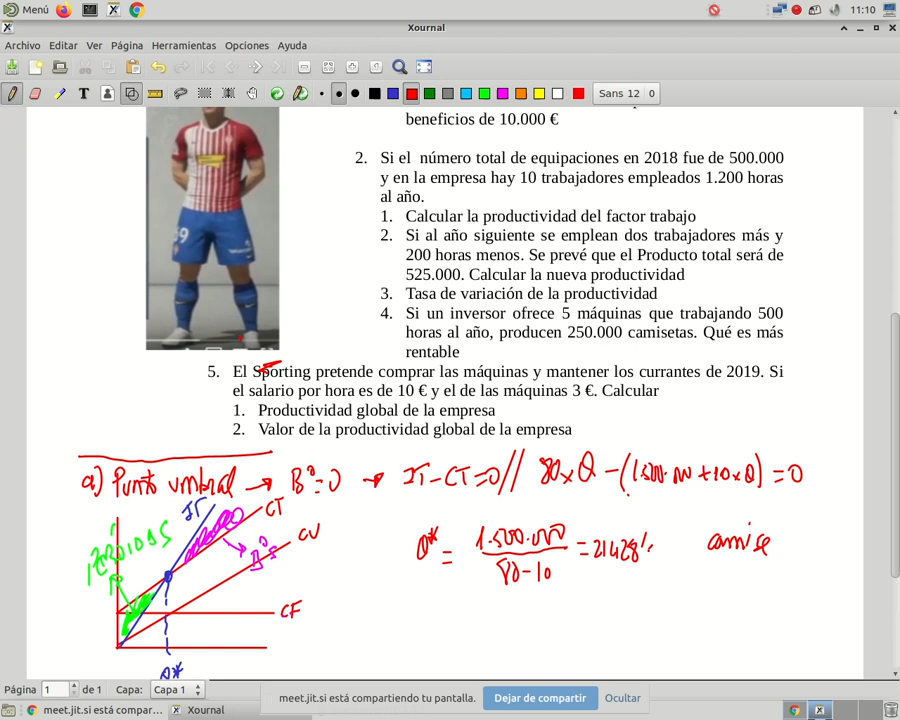 Menú
11:10
Xournal
Archivo Editar Ver Página Herramientas Opciones Ayuda
Sans 12 0
beneficios de 10.000 €
2. Si el número total de equipaciones en 2018 fue de 500.000
y en la empresa hay 10 trabajadores empleados 1.200 horas
al año.
1. Calcular la productividad del factor trabajo
2. Si al año siguiente se emplean dos trabajadores más y
200 horas menos. Se prevé que el Producto total será de
525.000. Calcular la nueva productividad
3. Tasa de variación de la productividad
4. Si un inversor ofrece 5 máquinas que trabajando 500
horas al año, producen 250.000 camisetas. Qué es más
rentable
5. El Sporting pretende comprar las máquinas y mantener los currantes de 2019. Si
el salario por hora es de 10 € y el de las máquinas 3 €. Calcular
1. Productividad global de la empresa
2. Valor de la productividad global de la empresa
a) Punto umbral → Bº=0 → IT-CT=0// 80xQ -(1.500.000+10xQ)=0
IT CT
CU
Bºs
PÉRDIDAS
CF
Q*
Q* = 1.500.000 / 80-10 = 21428 camise
Página 1 de 1 Capa: Capa 1
meet.jit.si está compartiendo tu pantalla. Dejar de compartir Ocultar
meet.jit.si está compar... Xournal